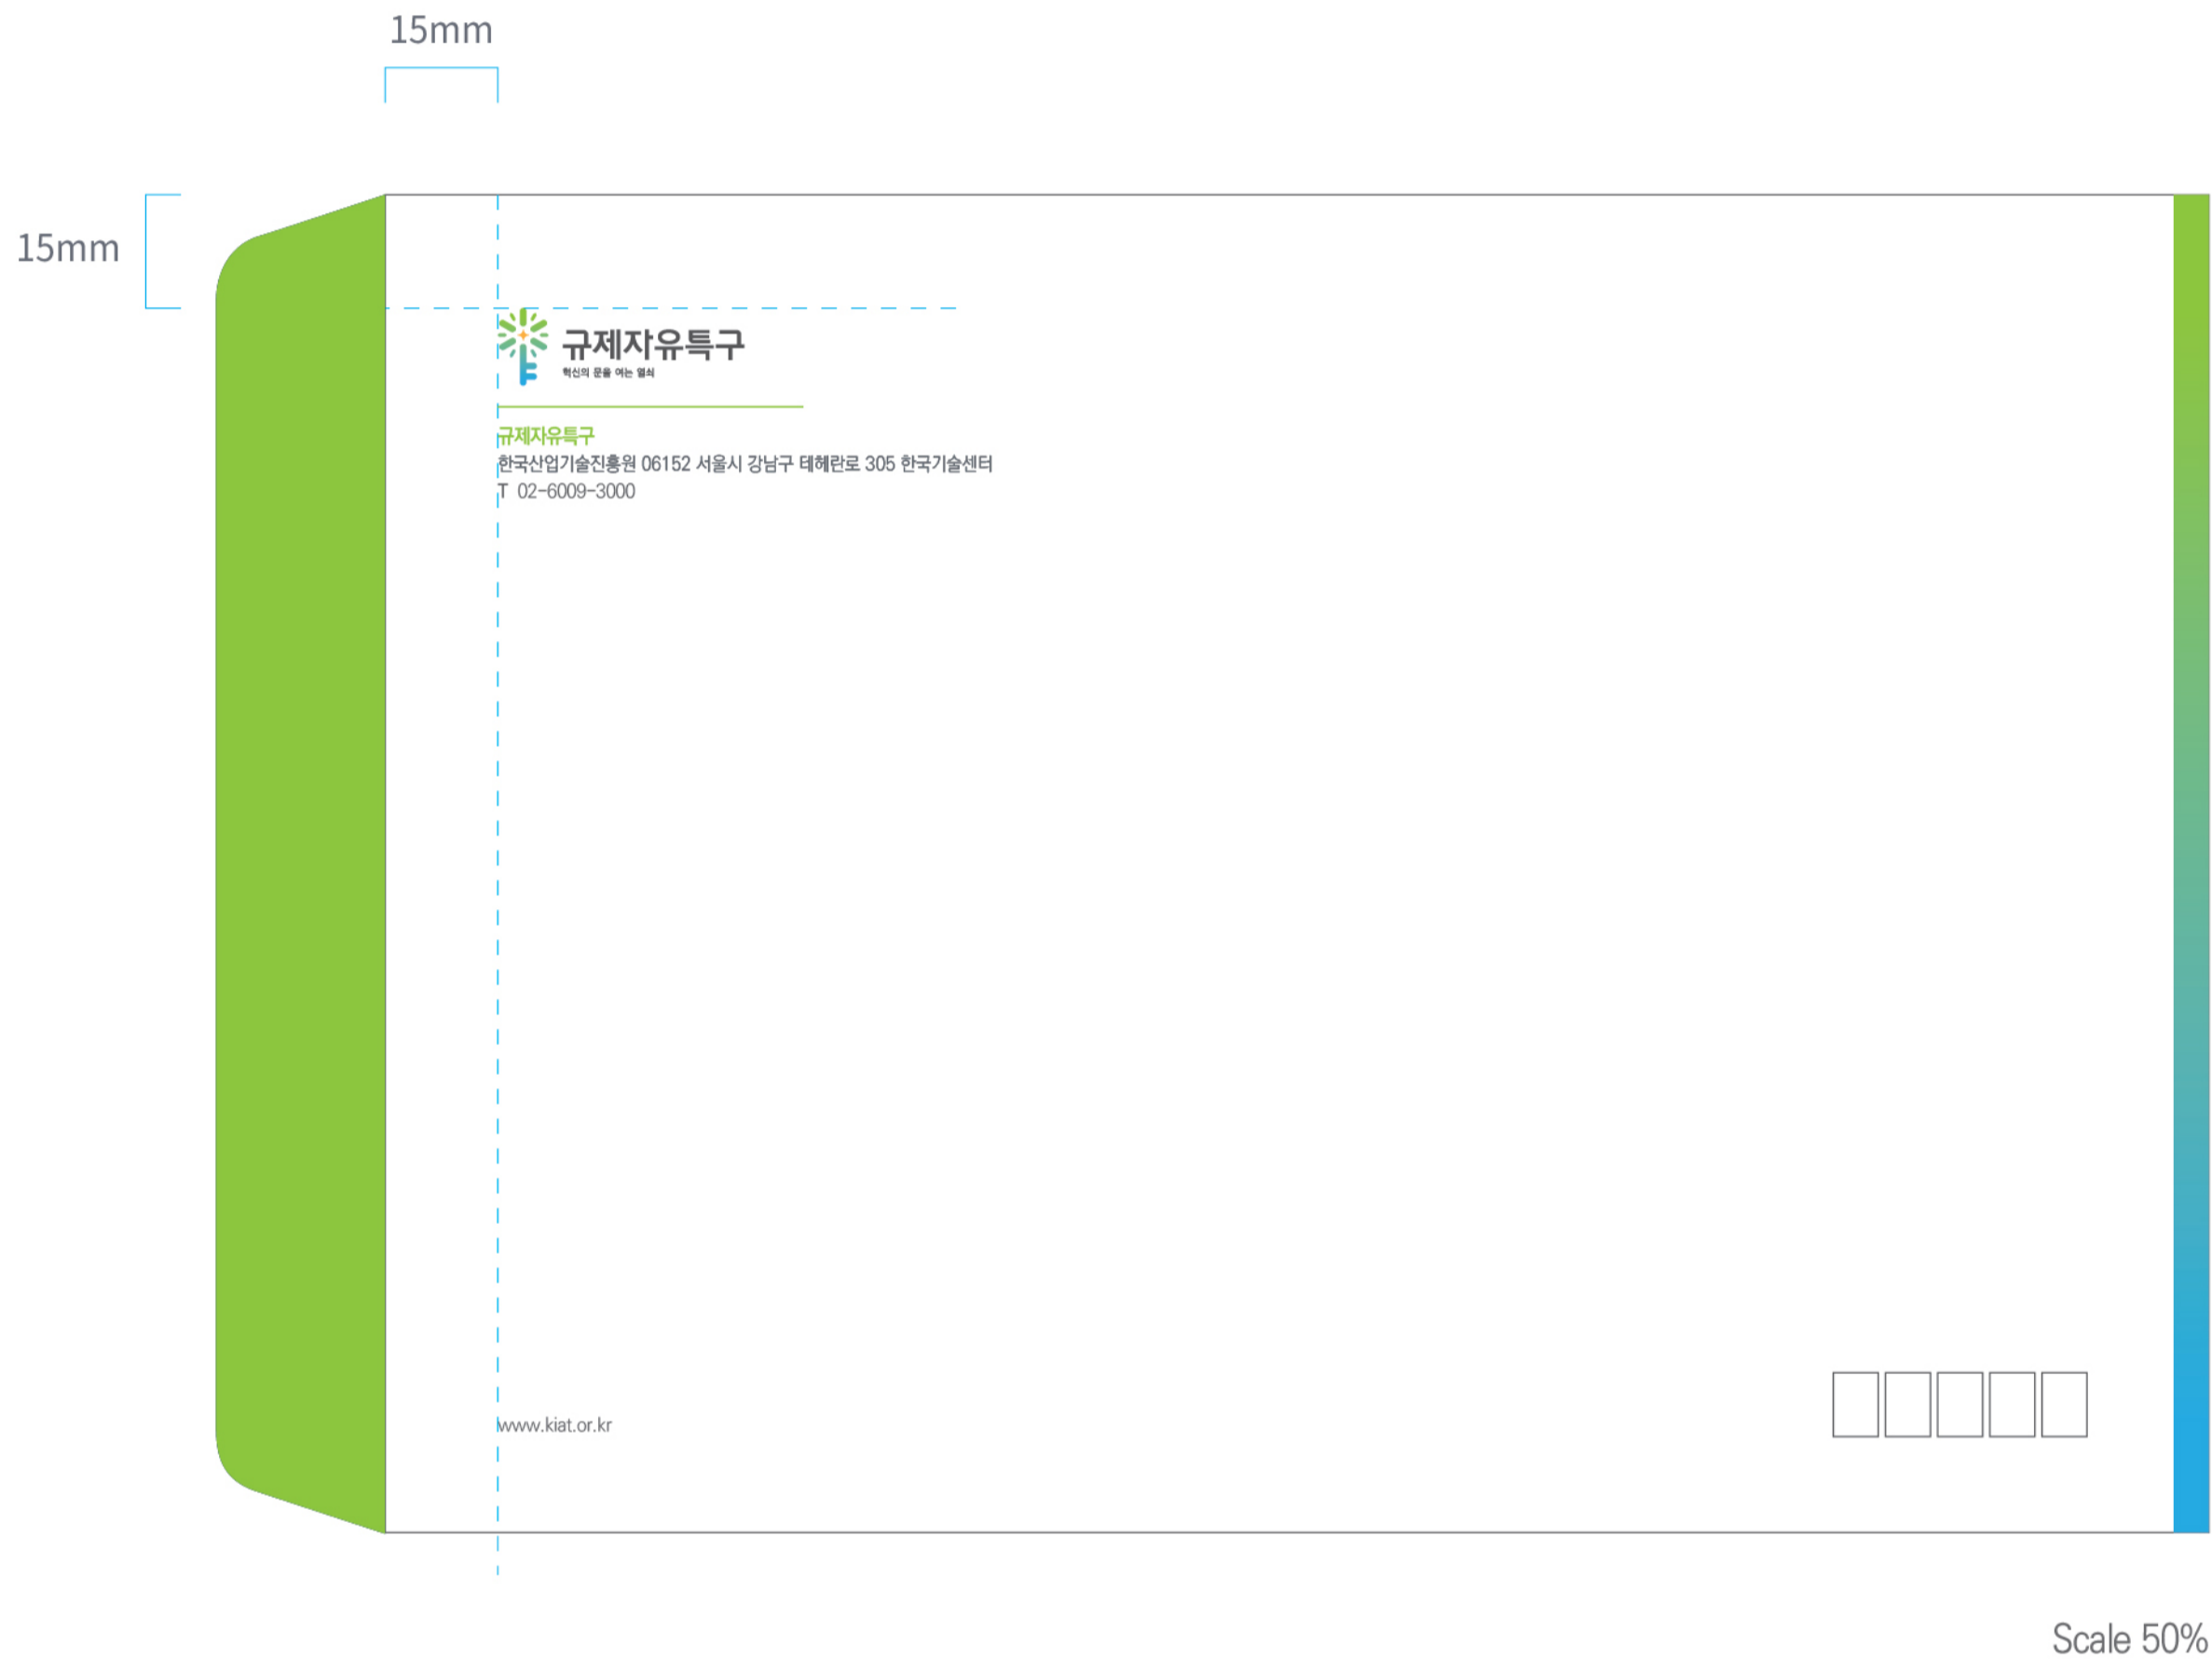 15mm
15mm
규제자유특구
혁신의 문을 여는 열쇠
규제자유특구
한국산업기술진흥원 06152 서울시 강남구 테헤란로 305 한국기술센터
T 02-6009-3000
www.kiat.or.kr
Scale 50%